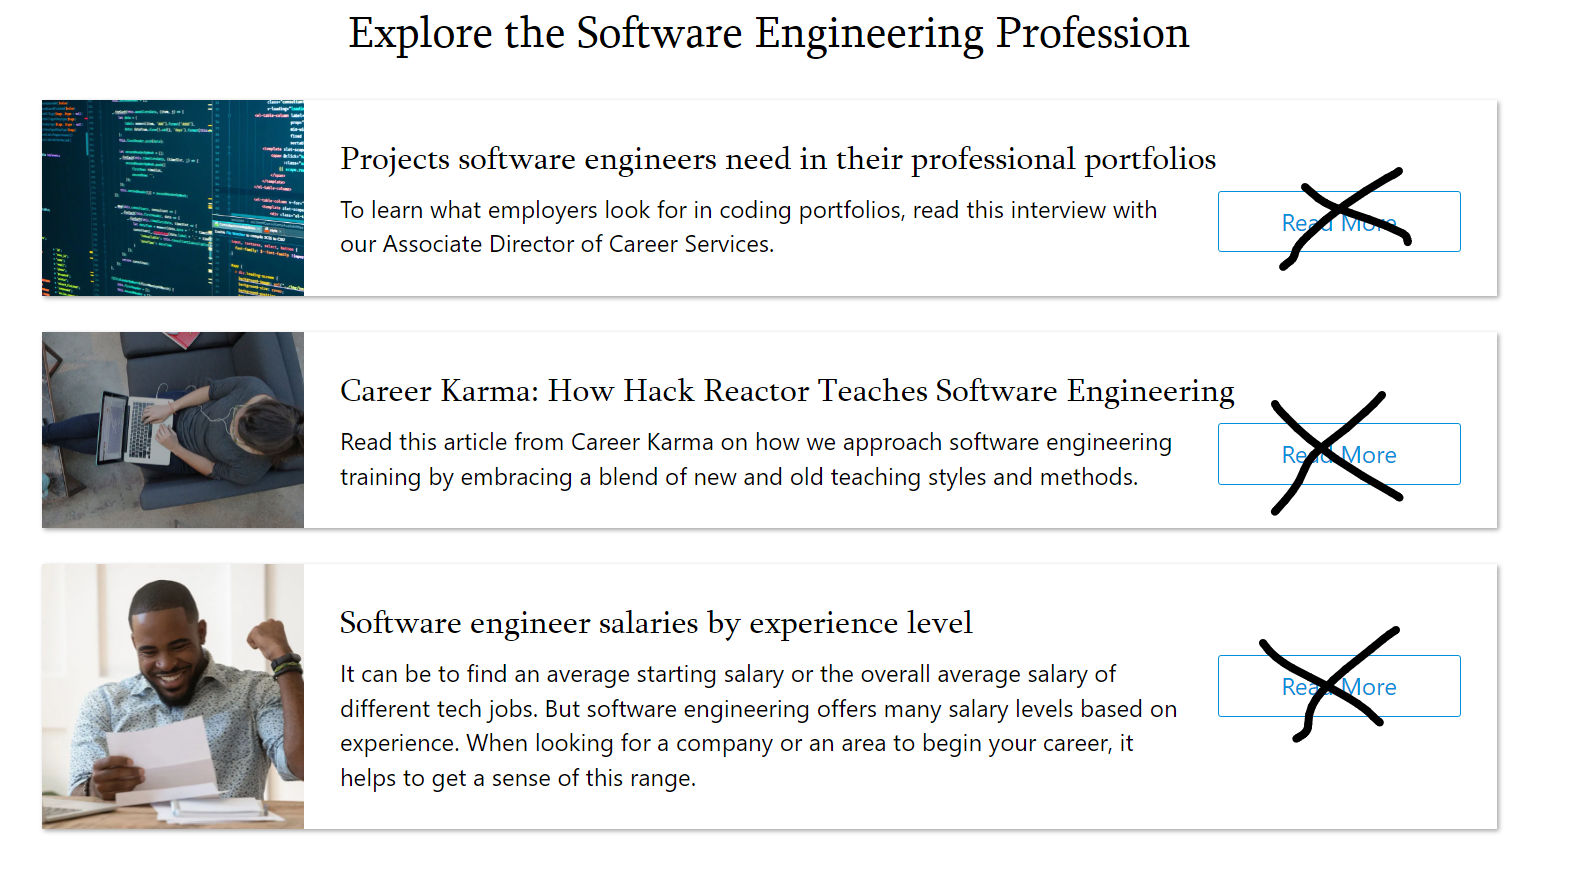 Explore the Software Engineering Profession
Projects software engineers need in their professional portfolios
To learn what employers look for in coding portfolios, read this interview with
our Associate Director of Career Services.
Read More
Career Karma: How Hack Reactor Teaches Software Engineering
Read this article from Career Karma on how we approach software engineering
training by embracing a blend of new and old teaching styles and methods.
Read More
Software engineer salaries by experience level
It can be to find an average starting salary or the overall average salary of
different tech jobs. But software engineering offers many salary levels based on
experience. When looking for a company or an area to begin your career, it
helps to get a sense of this range.
Read More